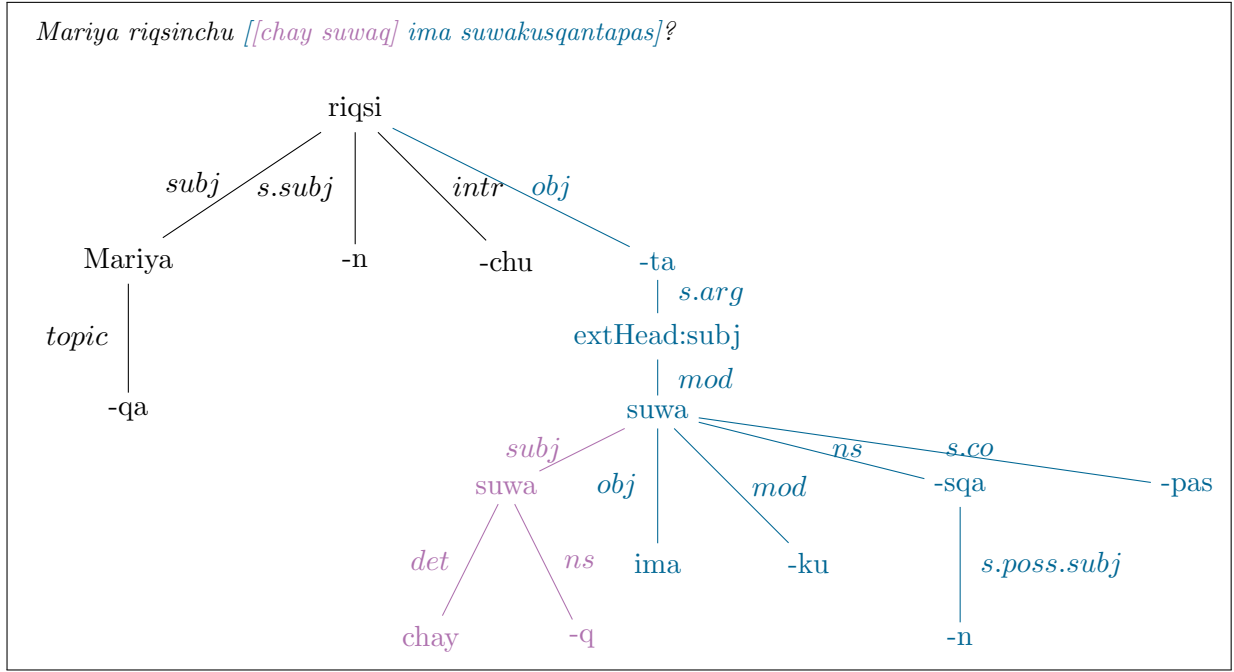 Mariya riqsinchu [[chay suwaq] ima suwakusqantapas]?
riqsi
subj s.subj intr obj
Mariya -n -chu -ta
s.arg
topic extHead:subj
mod
-qa suwa
subj ns s.co
suwa obj mod -sqa -pas
det ns ima -ku s.poss.subj
chay -q -n